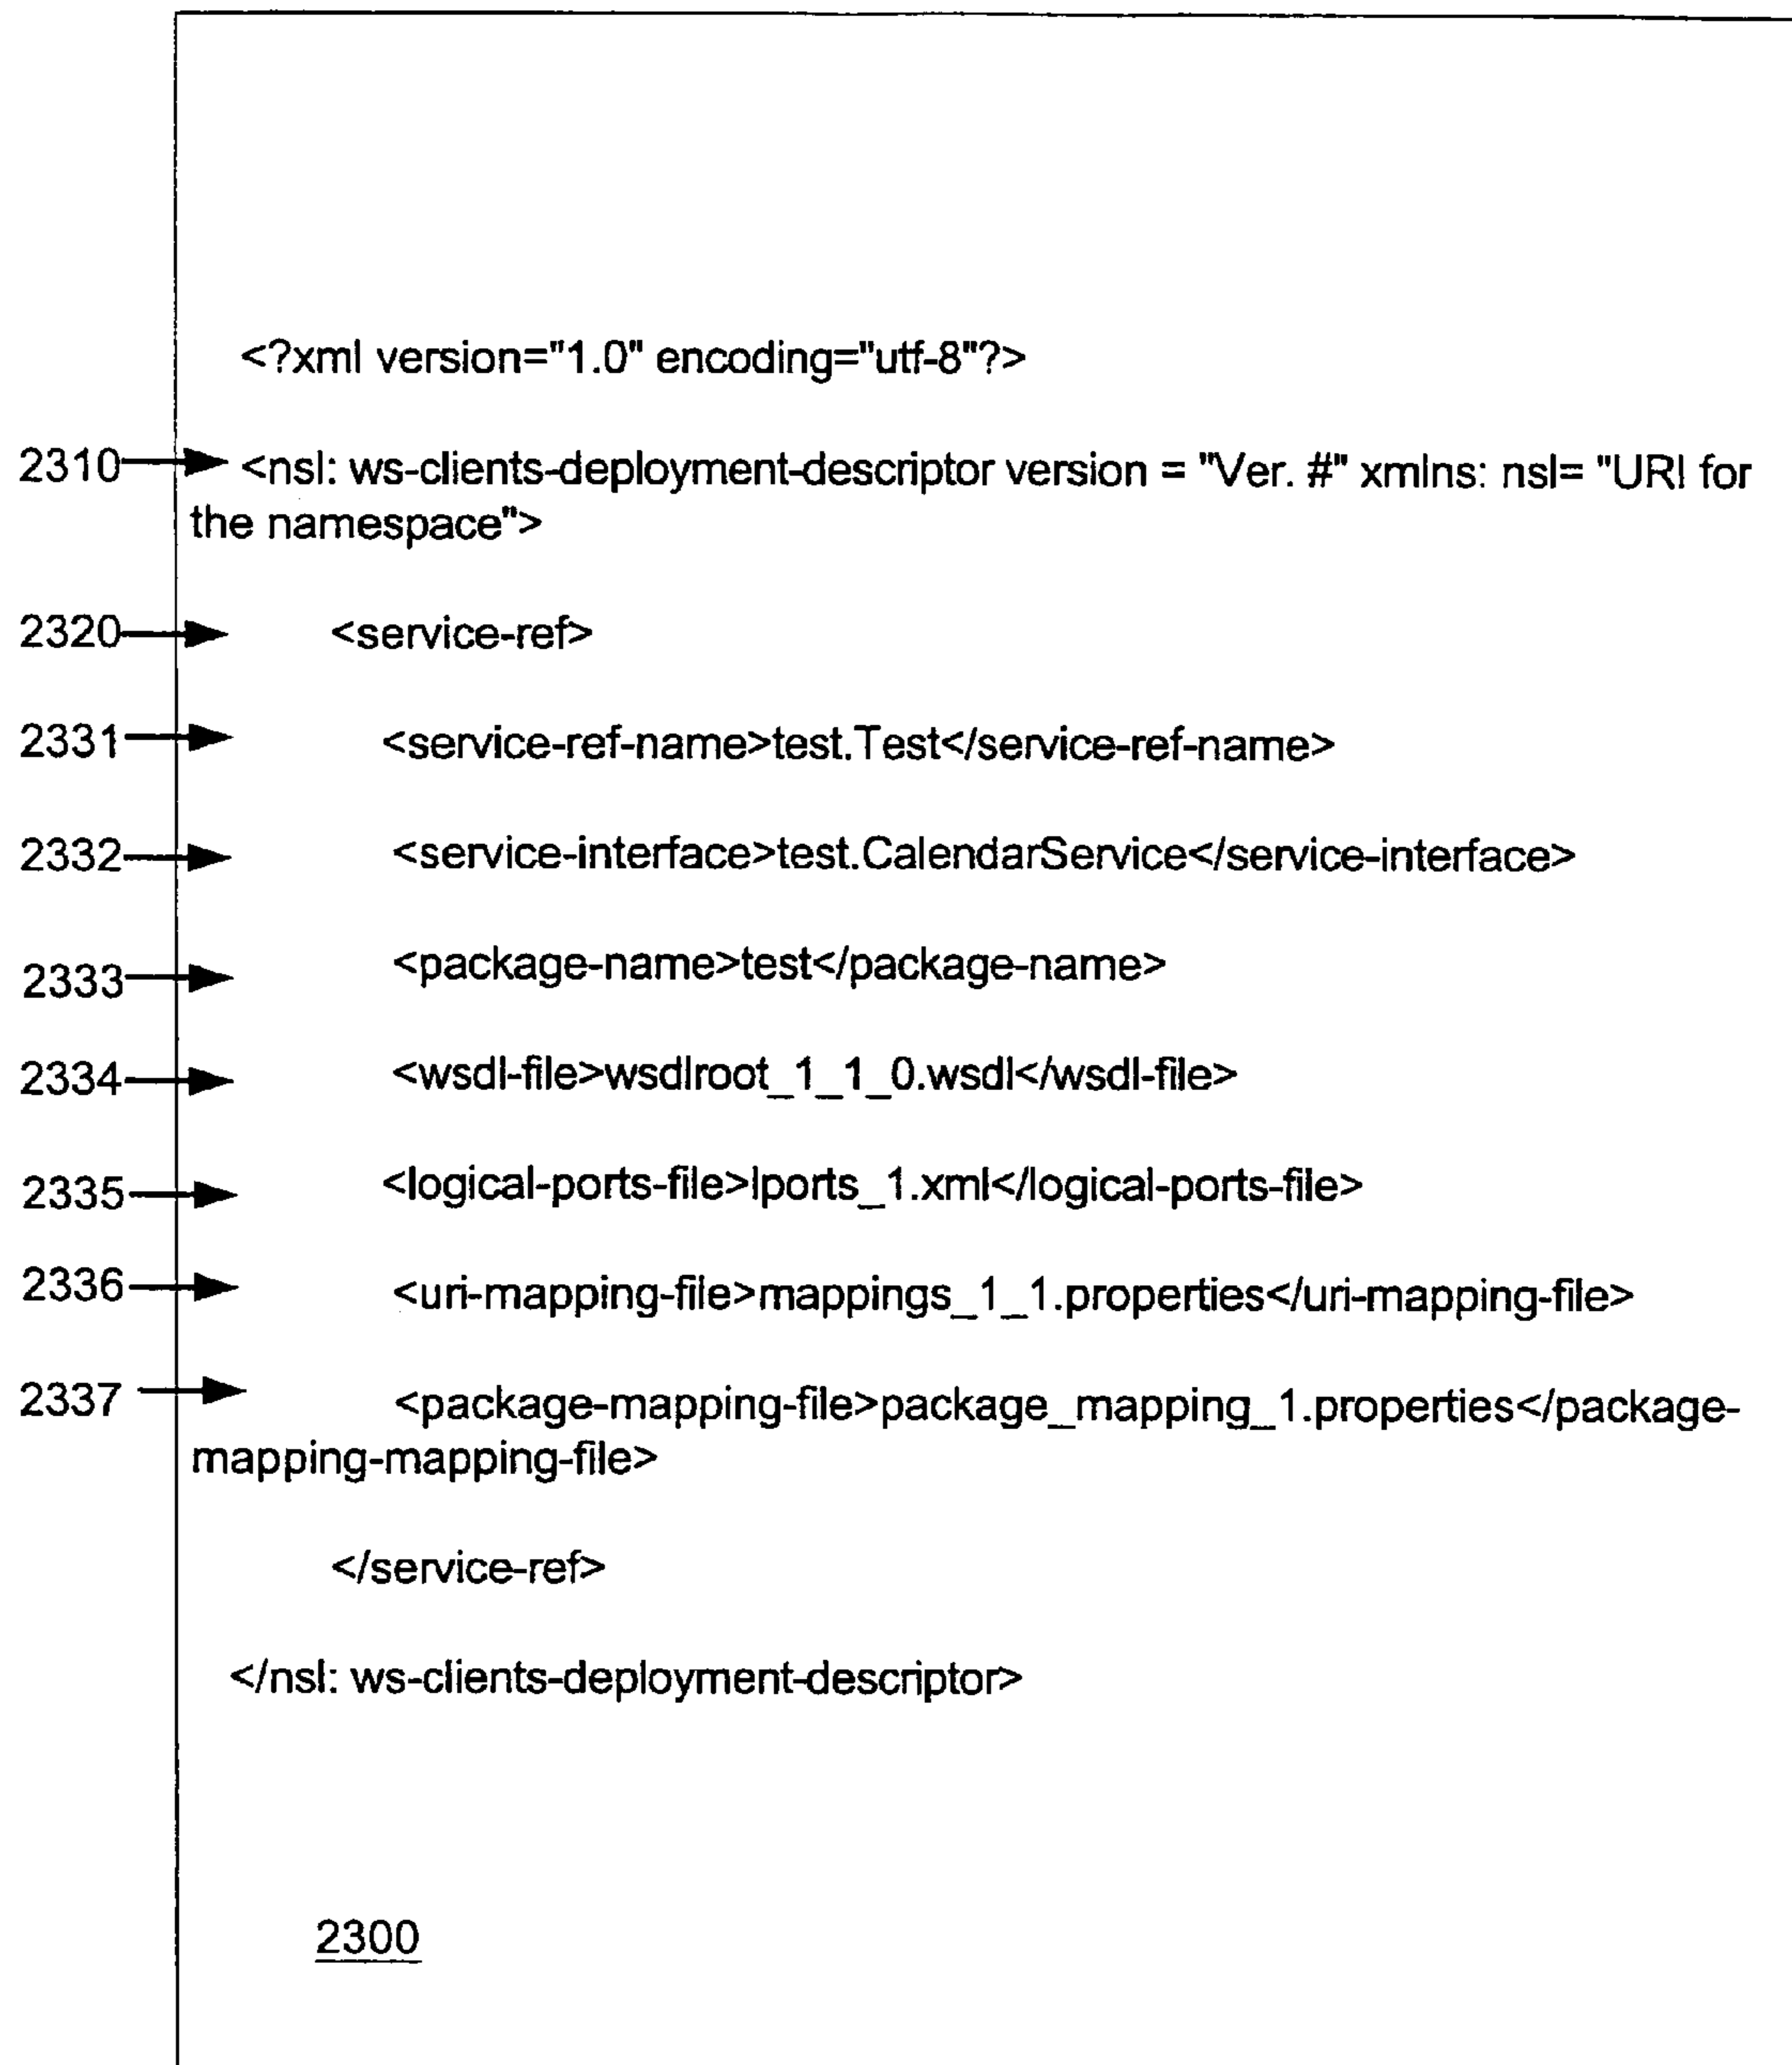 <?xml version="1.0" encoding="utf-8"?>
2310 <nsl: ws-clients-deployment-descriptor version = "Ver. #" xmlns: nsl= "URI for
the namespace">
2320 <service-ref>
2331 <service-ref-name>test.Test</service-ref-name>
2332 <service-interface>test.CalendarService</service-interface>
2333 <package-name>test</package-name>
2334 <wsdl-file>wsdlroot_1_1_0.wsdl</wsdl-file>
2335 <logical-ports-file>lports_1.xml</logical-ports-file>
2336 <uri-mapping-file>mappings_1_1.properties</uri-mapping-file>
2337 <package-mapping-file>package_mapping_1.properties</package-
mapping-mapping-file>
</service-ref>
</nsl: ws-clients-deployment-descriptor>
2300